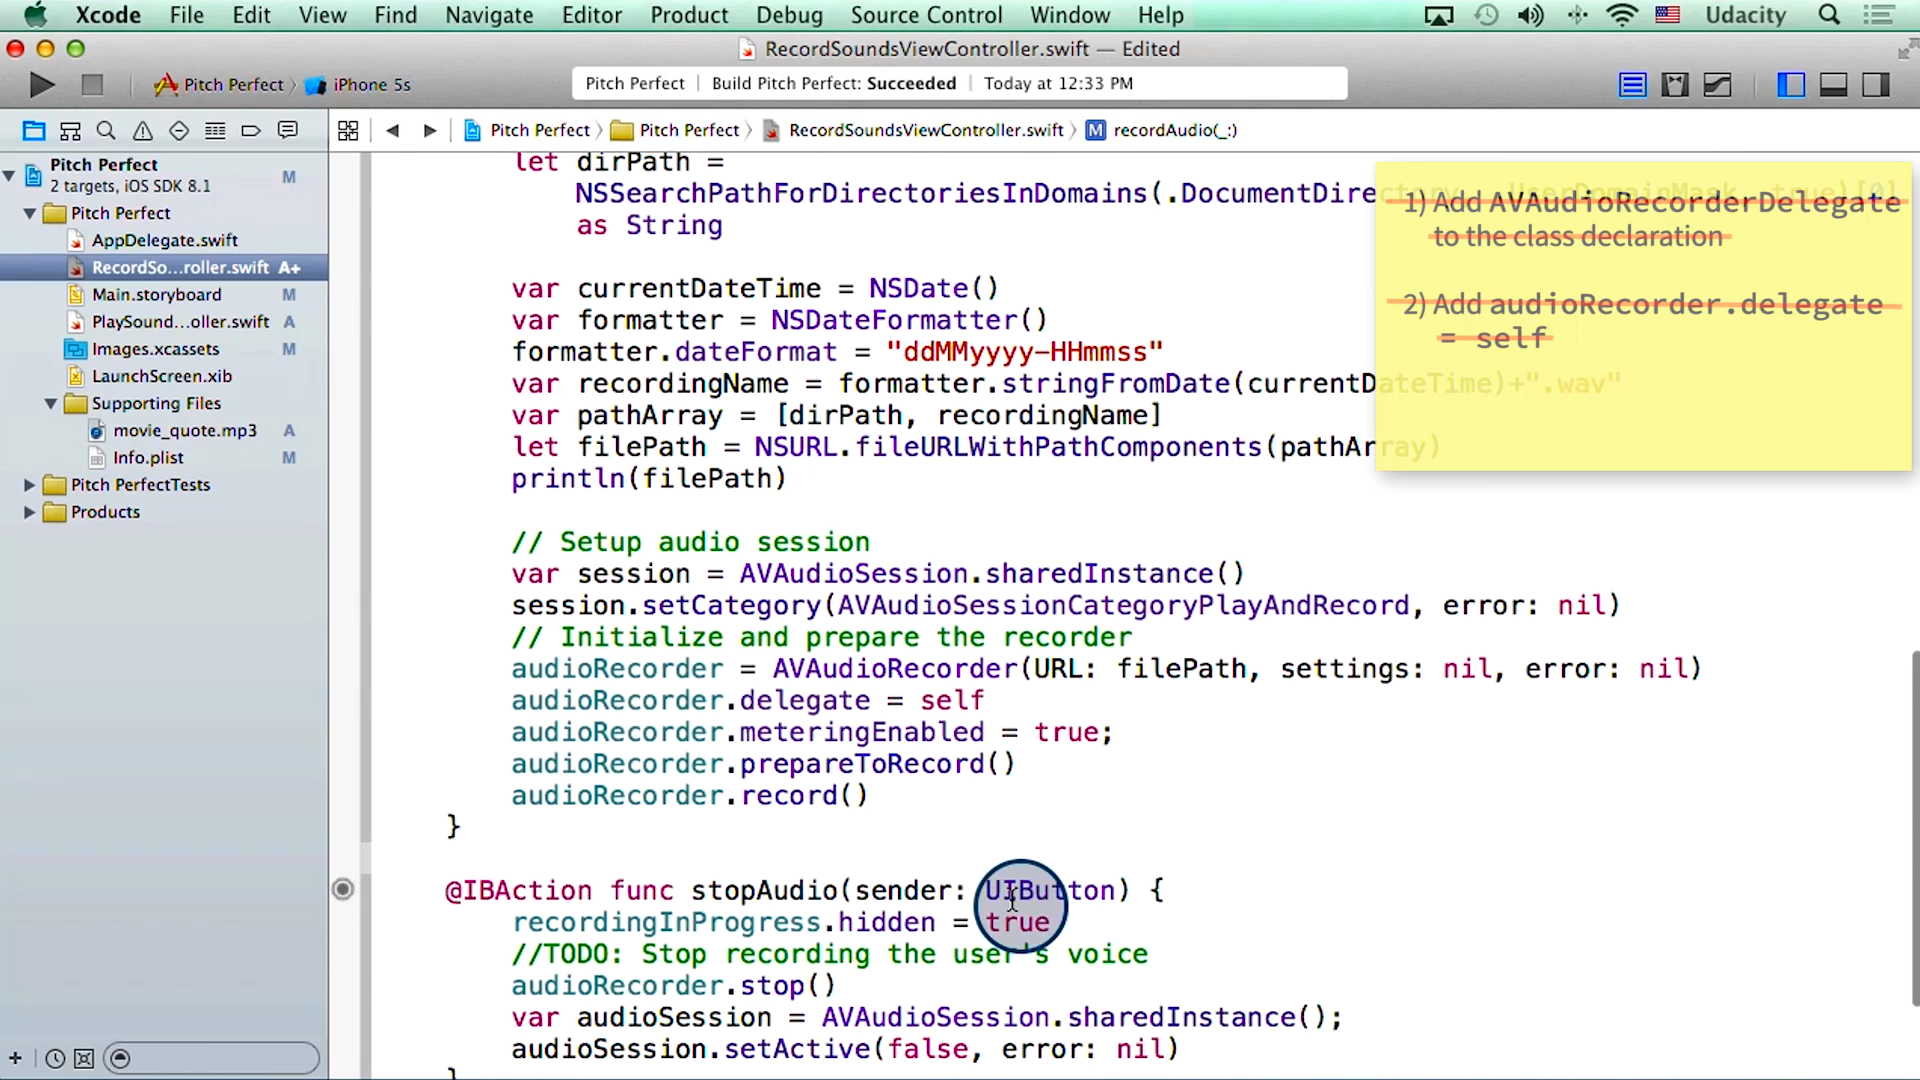 Xcode File Edit View Find Navigate Editor Product Debug Source Control Window Help Udacity
RecordSoundsViewController.swift — Edited
Pitch Perfect 〉 iPhone 5s
Pitch Perfect | Build Pitch Perfect: Succeeded | Today at 12:33 PM
Pitch Perfect 〉 Pitch Perfect 〉 RecordSoundsViewController.swift 〉 M recordAudio(_:)
Pitch Perfect M
2 targets, iOS SDK 8.1
Pitch Perfect
AppDelegate.swift
RecordSo...roller.swift A+
Main.storyboard M
PlaySound...oller.swift A
Images.xcassets M
LaunchScreen.xib
Supporting Files
movie_quote.mp3 A
Info.plist M
Pitch PerfectTests
Products
let dirPath =
NSSearchPathForDirectoriesInDomains(.DocumentDirectory, .UserDomainMask, true)[0]
as String
var currentDateTime = NSDate()
var formatter = NSDateFormatter()
formatter.dateFormat = "ddMMyyyy-HHmmss"
var recordingName = formatter.stringFromDate(currentDateTime)+".wav"
var pathArray = [dirPath, recordingName]
let filePath = NSURL.fileURLWithPathComponents(pathArray)
println(filePath)
// Setup audio session
var session = AVAudioSession.sharedInstance()
session.setCategory(AVAudioSessionCategoryPlayAndRecord, error: nil)
// Initialize and prepare the recorder
audioRecorder = AVAudioRecorder(URL: filePath, settings: nil, error: nil)
audioRecorder.delegate = self
audioRecorder.meteringEnabled = true;
audioRecorder.prepareToRecord()
audioRecorder.record()
}
@IBAction func stopAudio(sender: UIButton) {
recordingInProgress.hidden = true
//TODO: Stop recording the user's voice
audioRecorder.stop()
var audioSession = AVAudioSession.sharedInstance();
audioSession.setActive(false, error: nil)
}
1) Add AVAudioRecorderDelegate
to the class declaration
2) Add audioRecorder.delegate
= self